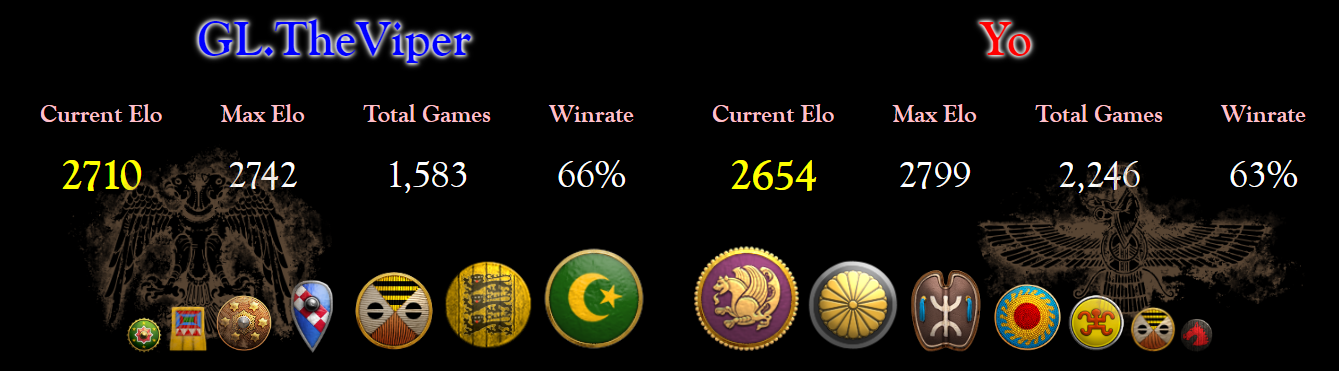 GL.TheViper Yo
Current Elo Max Elo Total Games Winrate Current Elo Max Elo Total Games Winrate
2710 2742 1,583 66% 2654 2799 2,246 63%